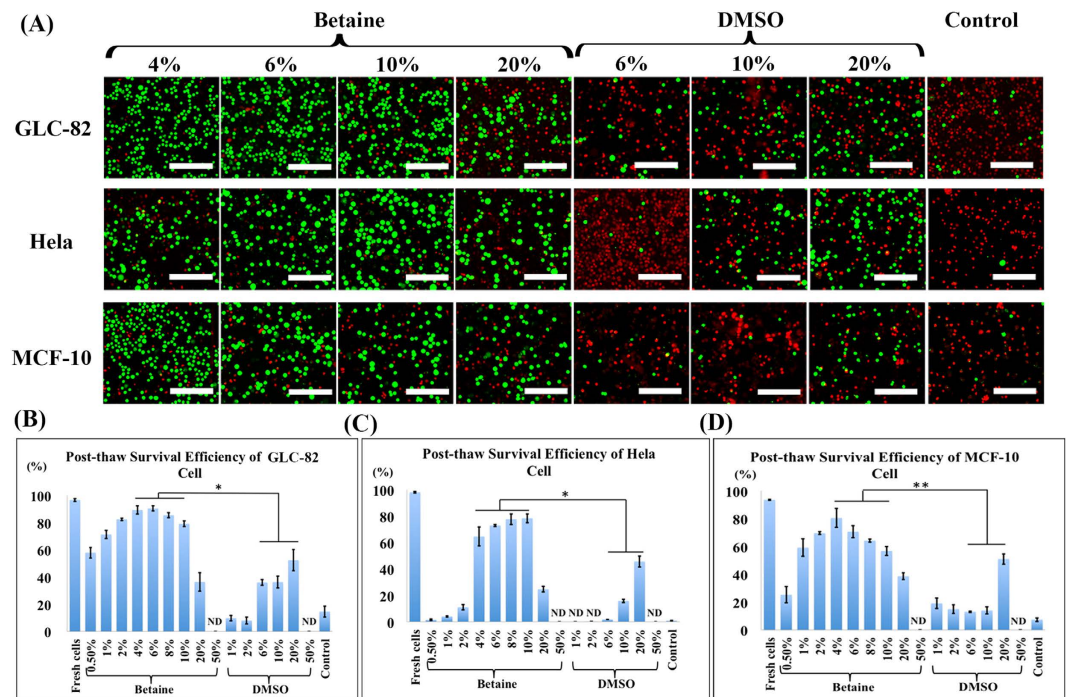 (A)
Betaine DMSO Control
4% 6% 10% 20% 6% 10% 20%
GLC-82
Hela
MCF-10
(B)
Post-thaw Survival Efficiency of GLC-82
Cell
(%)
100
80
60
40
20
0
*
ND
ND
Fresh cells 0.50% 1% 2% 4% 6% 8% 10% 20% 50% 1% 2% 6% 10% 20% 50% Control
Betaine DMSO
(C)
Post-thaw Survival Efficiency of Hela
Cell
(%)
100
80
60
40
20
0
*
ND ND ND ND
Fresh cells 0.50% 1% 2% 4% 6% 8% 10% 20% 50% 1% 2% 6% 10% 20% 50% Control
Betaine DMSO
(D)
Post-thaw Survival Efficiency of MCF-10
Cell
(%)
100
80
60
40
20
0
**
ND
ND
Fresh cells 0.50% 1% 2% 4% 6% 8% 10% 20% 50% 1% 2% 6% 10% 20% 50% Control
Betaine DMSO